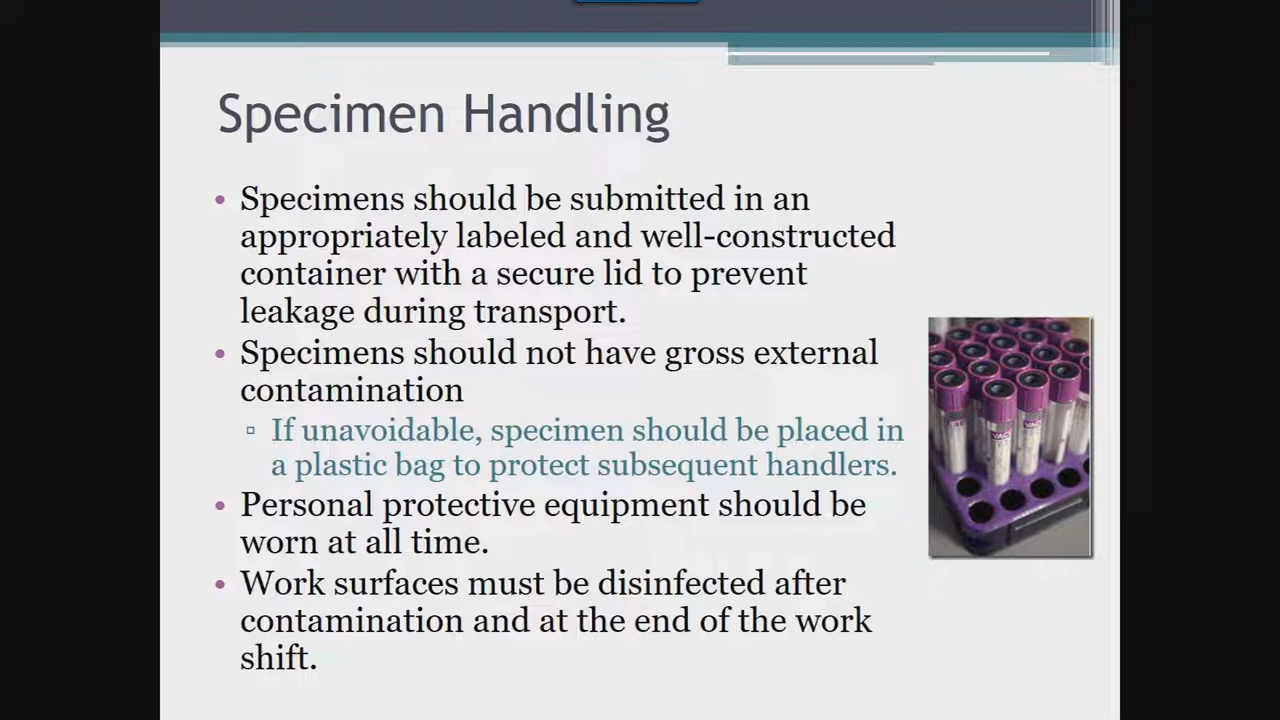 Specimen Handling
• Specimens should be submitted in an
appropriately labeled and well-constructed
container with a secure lid to prevent
leakage during transport.
• Specimens should not have gross external
contamination
▫ If unavoidable, specimen should be placed in
a plastic bag to protect subsequent handlers.
• Personal protective equipment should be
worn at all time.
• Work surfaces must be disinfected after
contamination and at the end of the work
shift.